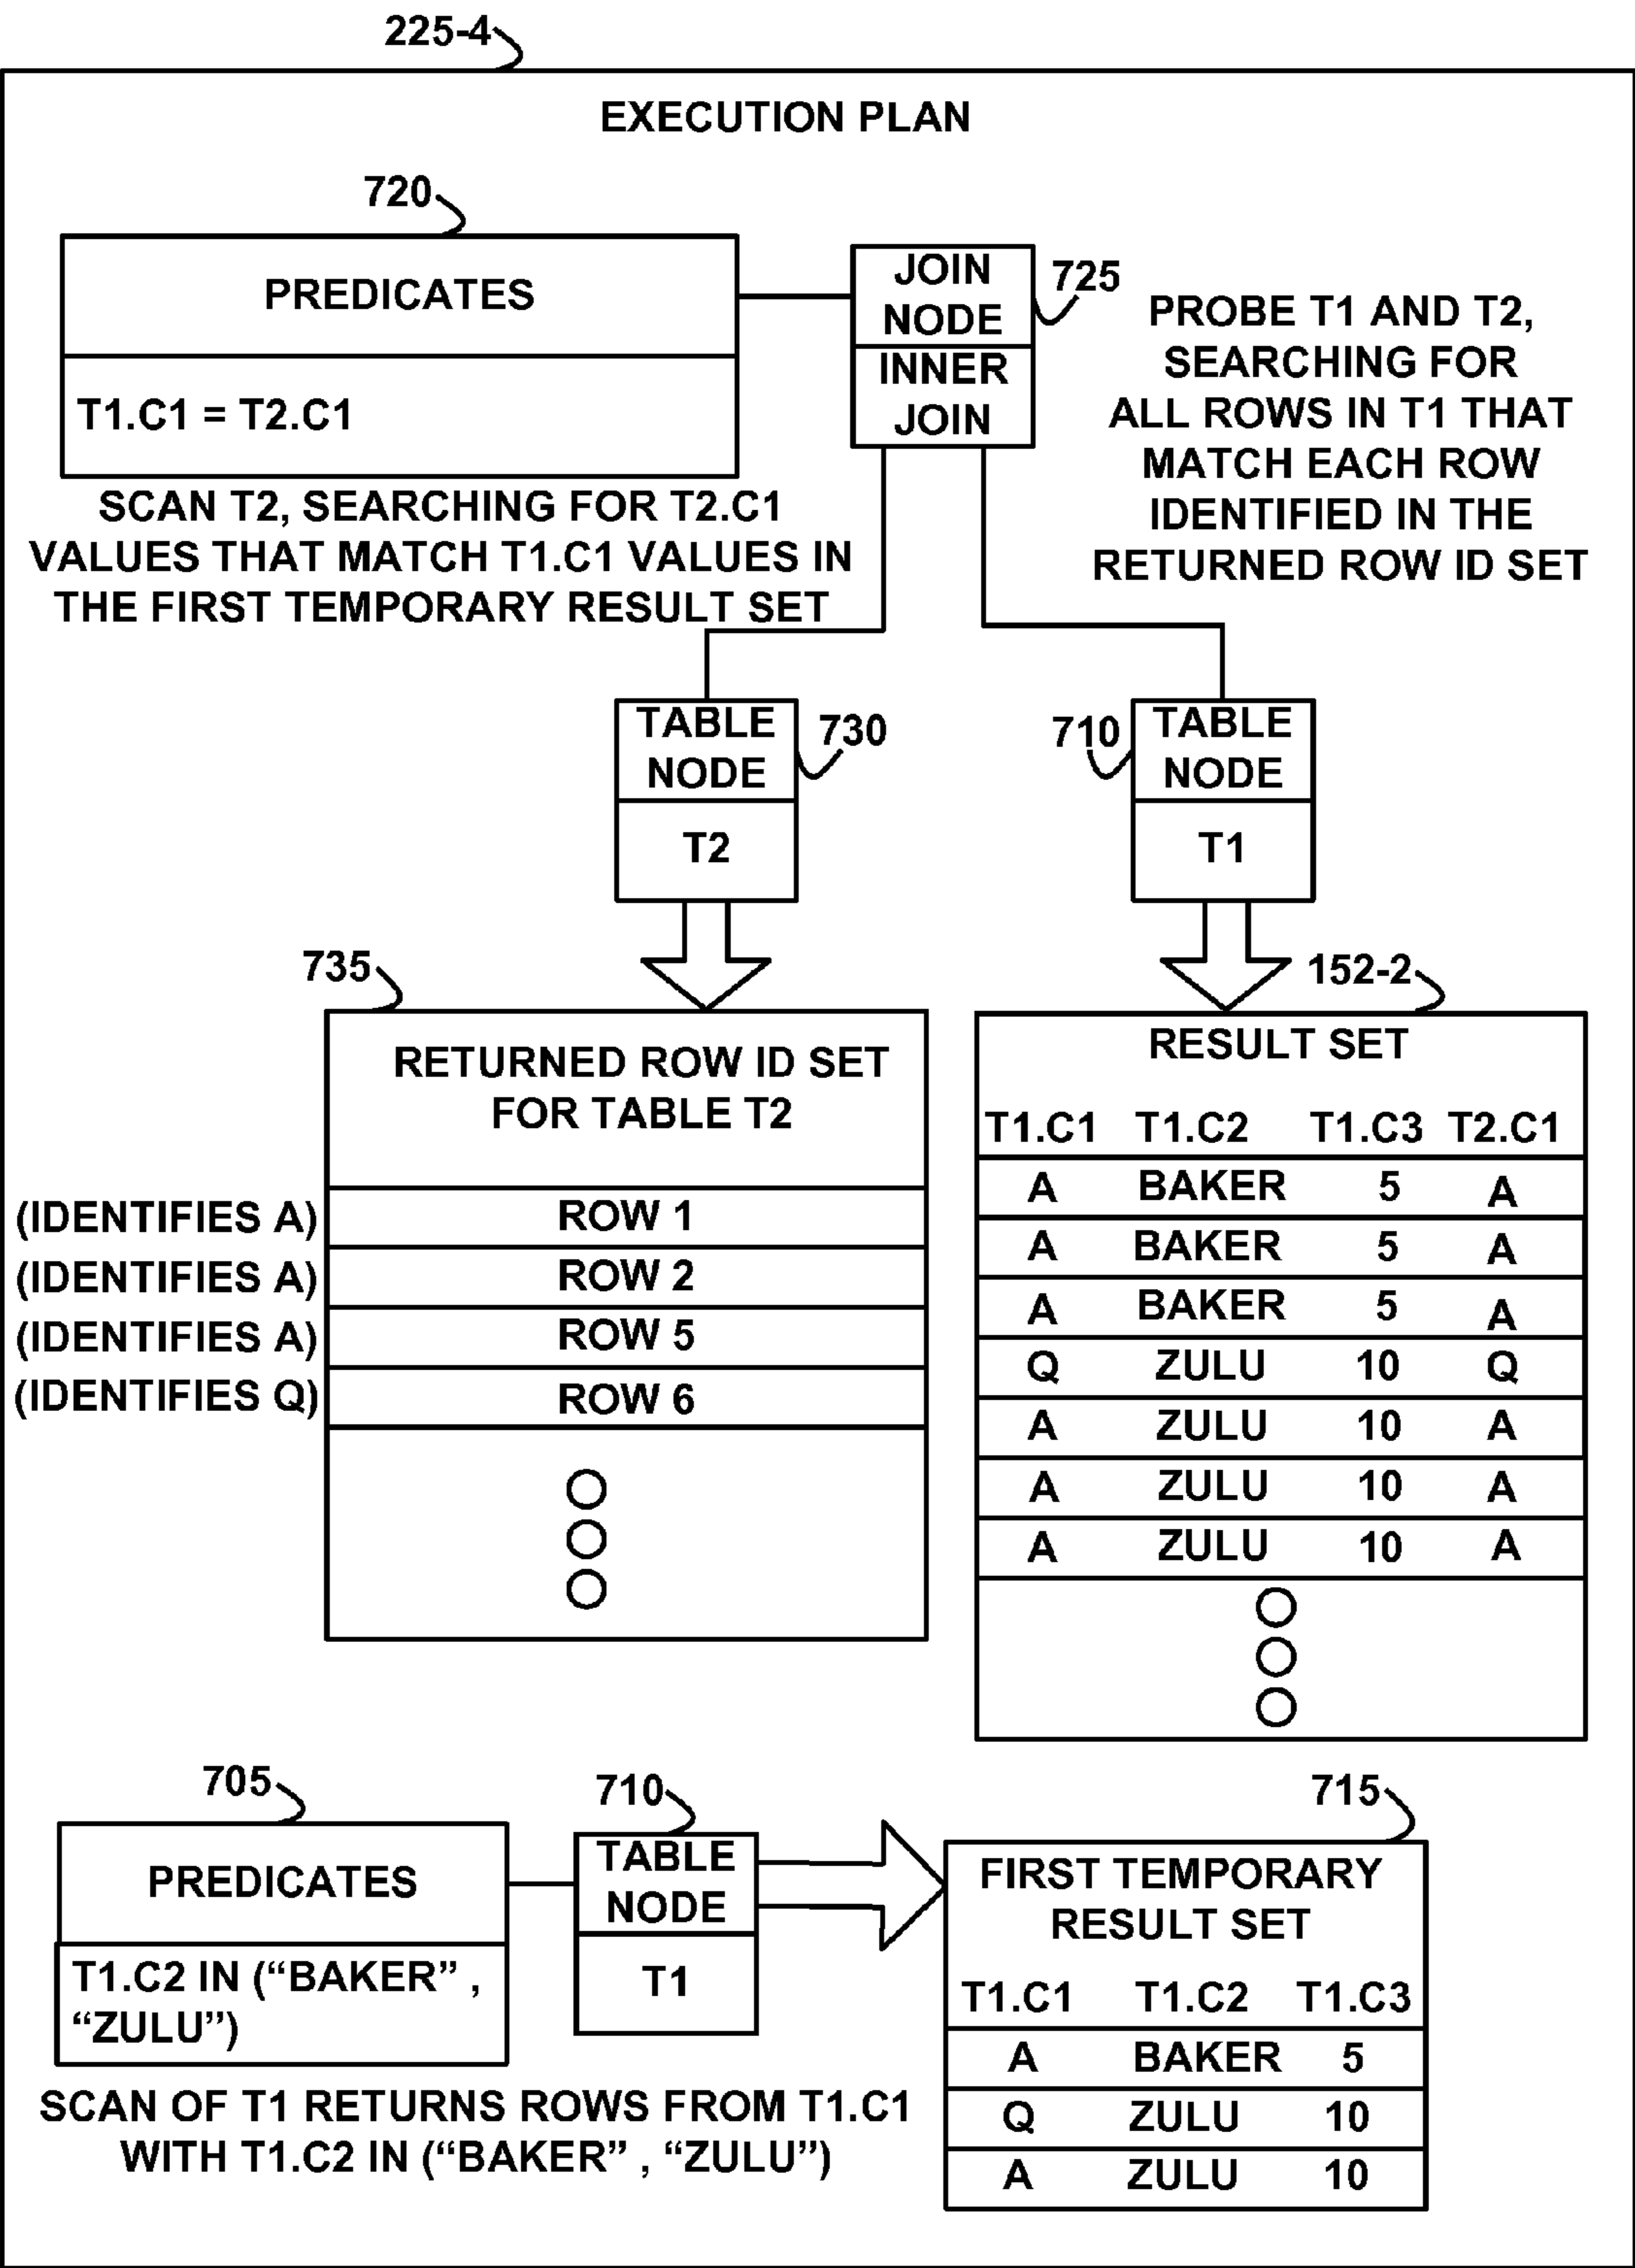 225-4
EXECUTION PLAN
720
PREDICATES
T1.C1 = T2.C1
JOIN
NODE
INNER
JOIN
725
PROBE T1 AND T2,
SEARCHING FOR
ALL ROWS IN T1 THAT
MATCH EACH ROW
IDENTIFIED IN THE
RETURNED ROW ID SET
SCAN T2, SEARCHING FOR T2.C1
VALUES THAT MATCH T1.C1 VALUES IN
THE FIRST TEMPORARY RESULT SET
TABLE
NODE
T2
730
710
TABLE
NODE
T1
735
RETURNED ROW ID SET
FOR TABLE T2
(IDENTIFIES A) ROW 1
(IDENTIFIES A) ROW 2
(IDENTIFIES A) ROW 5
(IDENTIFIES Q) ROW 6
152-2
RESULT SET
T1.C1 T1.C2 T1.C3 T2.C1
A BAKER 5 A
A BAKER 5 A
A BAKER 5 A
Q ZULU 10 Q
A ZULU 10 A
A ZULU 10 A
A ZULU 10 A
705
PREDICATES
T1.C2 IN (“BAKER” ,
“ZULU”)
710
TABLE
NODE
T1
SCAN OF T1 RETURNS ROWS FROM T1.C1
WITH T1.C2 IN (“BAKER” , “ZULU”)
715
FIRST TEMPORARY
RESULT SET
T1.C1 T1.C2 T1.C3
A BAKER 5
Q ZULU 10
A ZULU 10